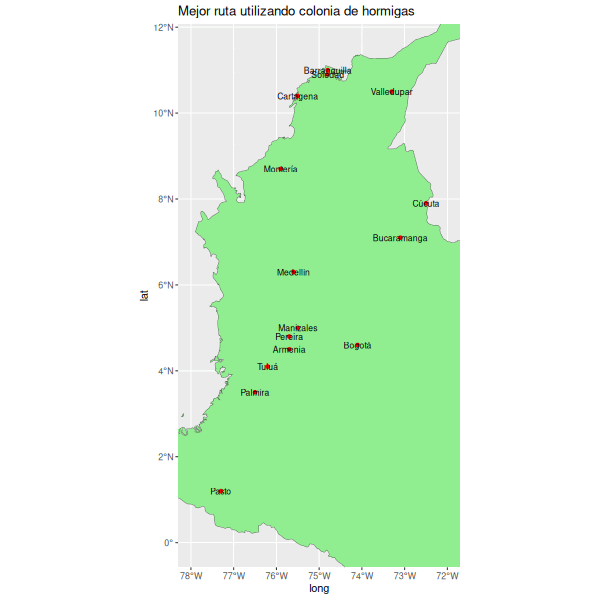 Mejor ruta utilizando colonia de hormigas
12°N
Barranquilla
Soledad
Valledupar
Cartagena
10°N
Montería
8°N
Cúcuta
Bucaramanga
Medellín
6°N
Manizales
Pereira
Bogotá
Armenia
4°N
Tuluá
Palmira
2°N
Pasto
0°
78°W 77°W 76°W 75°W 74°W 73°W 72°W
long
lat